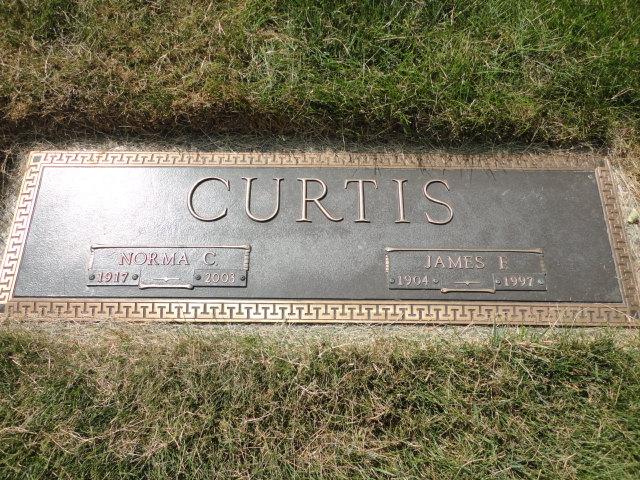 CURTIS
NORMA C.
1917 2003
JAMES F.
1904 1997